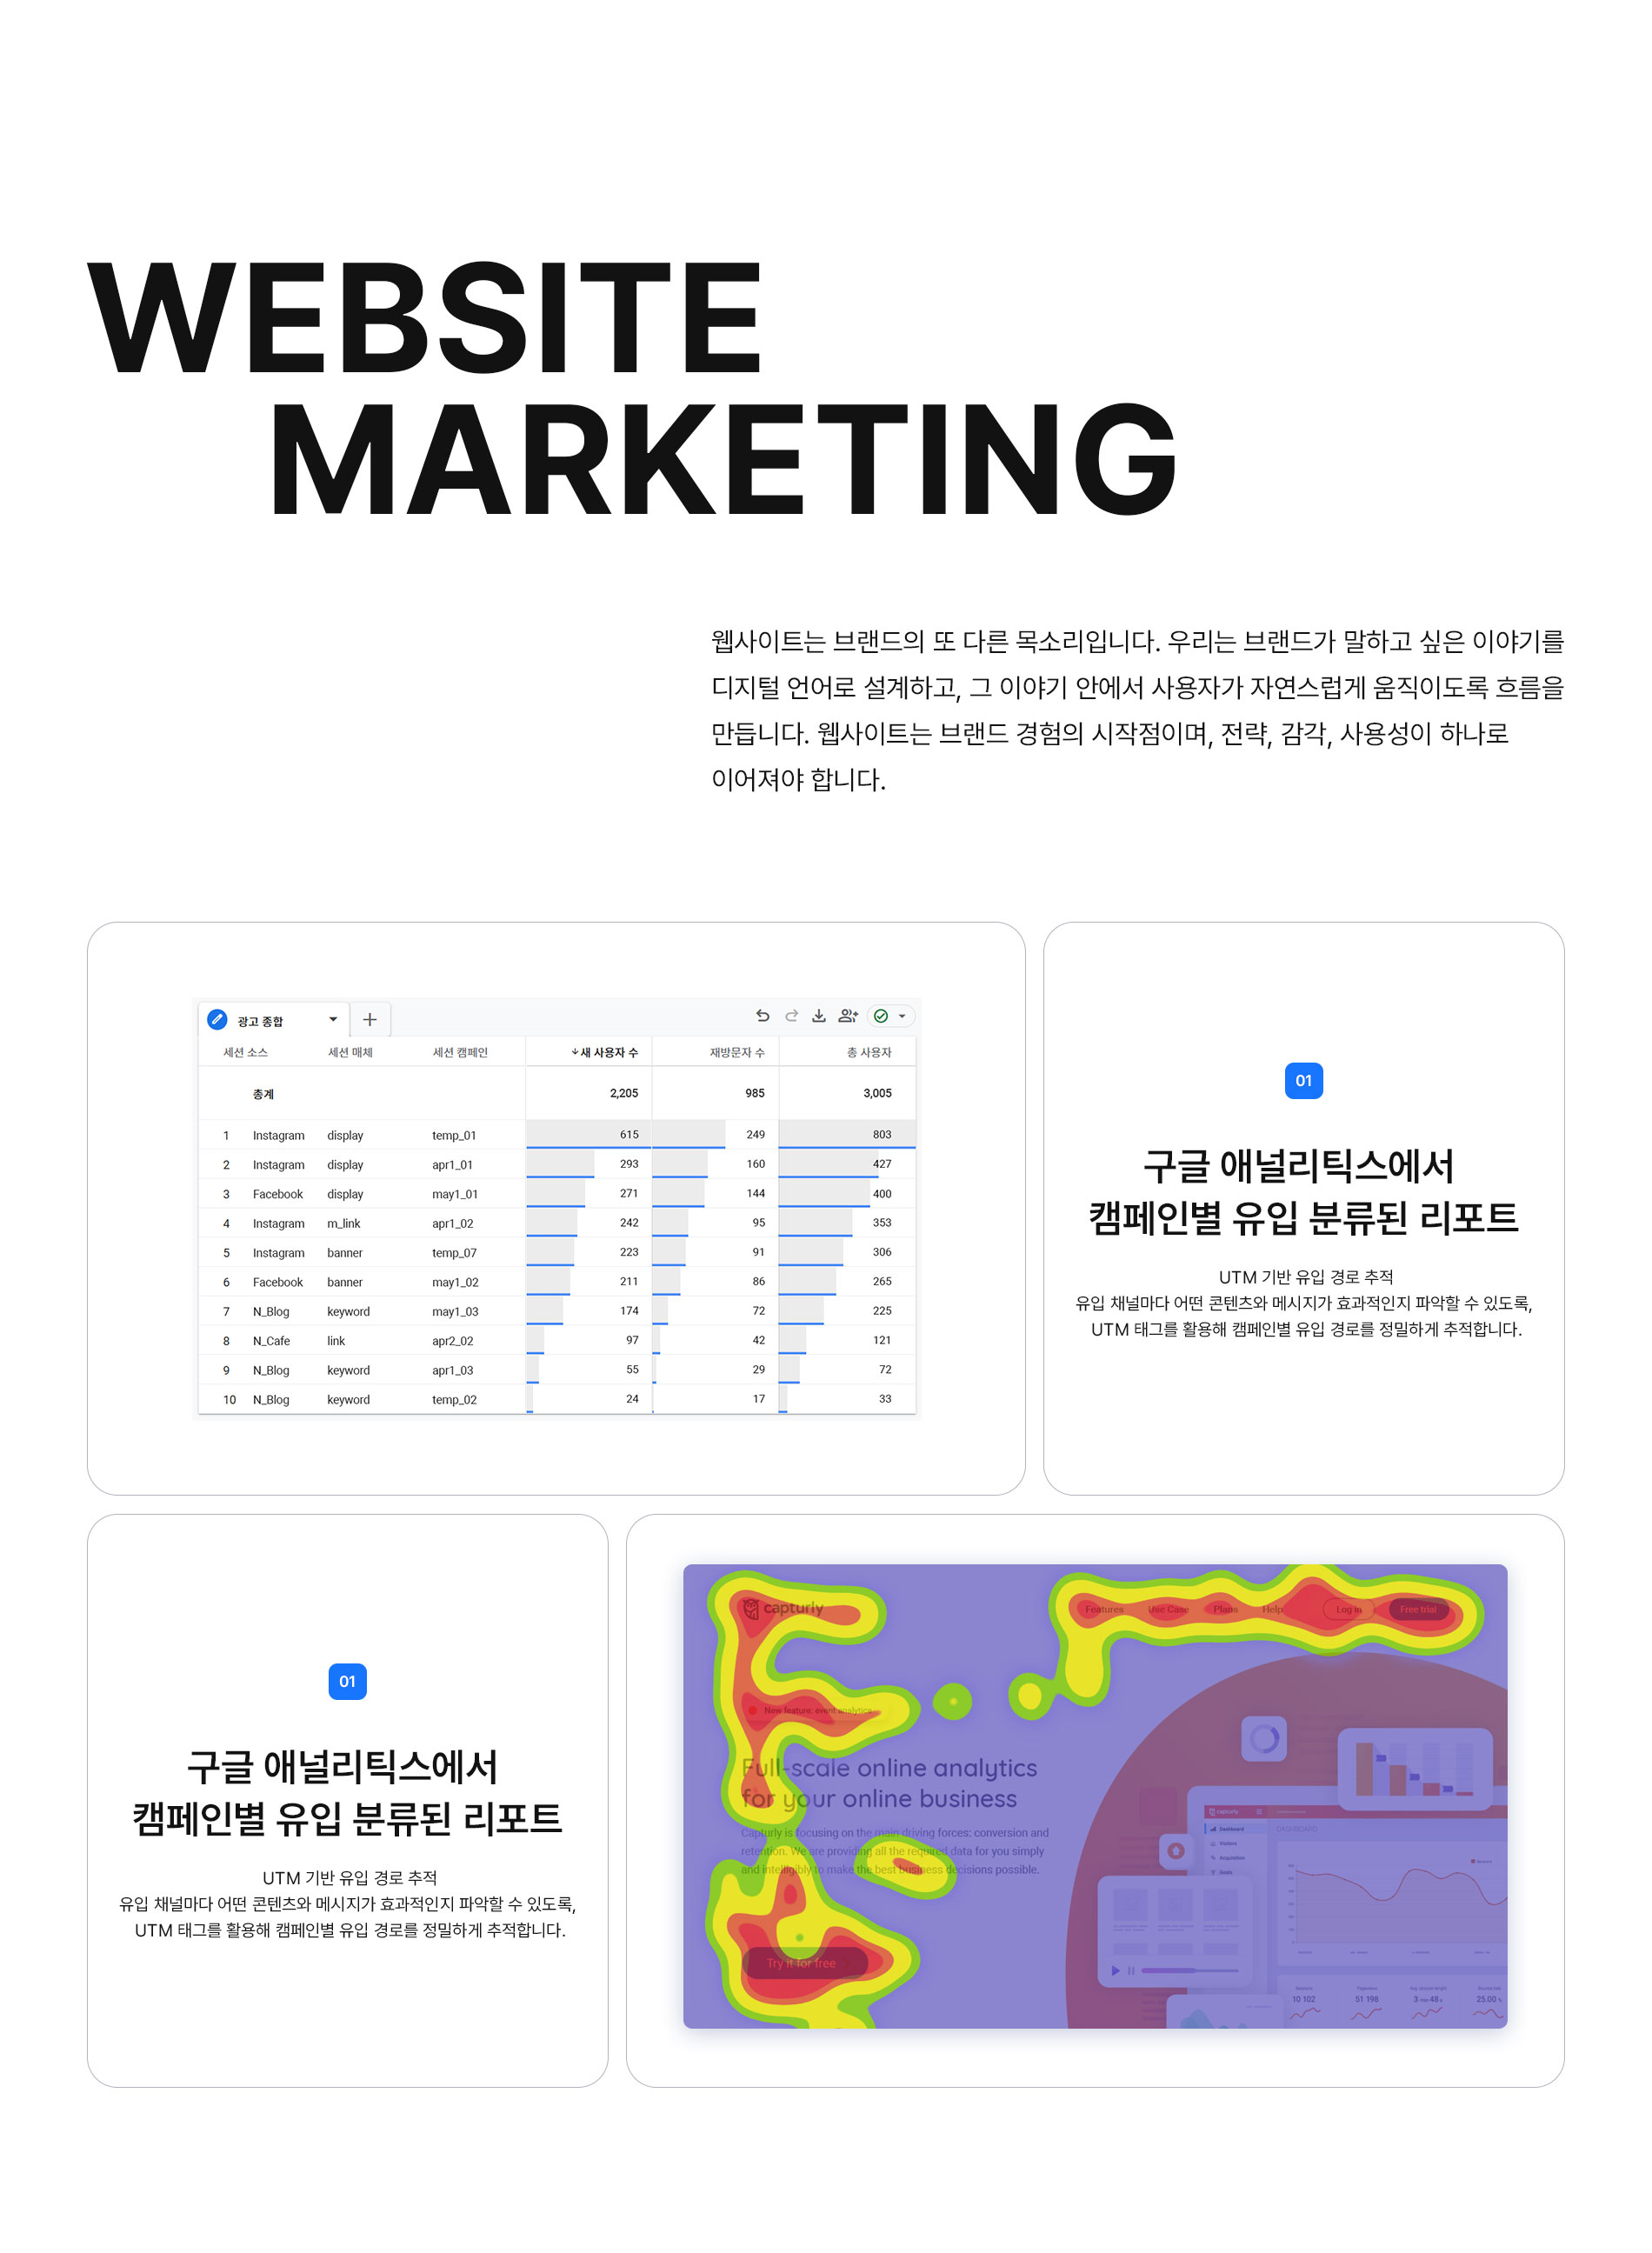 WEBSITE
MARKETING
웹사이트는 브랜드의 또 다른 목소리입니다. 우리는 브랜드가 말하고 싶은 이야기를
디지털 언어로 설계하고, 그 이야기 안에서 사용자가 자연스럽게 움직이도록 흐름을
만듭니다. 웹사이트는 브랜드 경험의 시작점이며, 전략, 감각, 사용성이 하나로
이어져야 합니다.
광고 종합
세션 소스 세션 매체 세션 캠페인 ↓새 사용자 수 재방문자 수 총 사용자
총계 2,205 985 3,005
1 Instagram display temp_01 615 249 803
2 Instagram display apr1_01 293 160 427
3 Facebook display may1_01 271 144 400
4 Instagram m_link apr1_02 242 95 353
5 Instagram banner temp_07 223 91 306
6 Facebook banner may1_02 211 86 265
7 N_Blog keyword may1_03 174 72 225
8 N_Cafe link apr2_02 97 42 121
9 N_Blog keyword apr1_03 55 29 72
10 N_Blog keyword temp_02 24 17 33
01
구글 애널리틱스에서
캠페인별 유입 분류된 리포트
UTM 기반 유입 경로 추적
유입 채널마다 어떤 콘텐츠와 메시지가 효과적인지 파악할 수 있도록,
UTM 태그를 활용해 캠페인별 유입 경로를 정밀하게 추적합니다.
01
구글 애널리틱스에서
캠페인별 유입 분류된 리포트
UTM 기반 유입 경로 추적
유입 채널마다 어떤 콘텐츠와 메시지가 효과적인지 파악할 수 있도록,
UTM 태그를 활용해 캠페인별 유입 경로를 정밀하게 추적합니다.
capturly
Features Use Case Plans Help Log in Free trial
New feature: event analytics
Full-scale online analytics
for your online business
Capturly is focusing on the main driving forces: conversion and
retention. We are providing all the required data for you simply
and intelligibly to make the best business decisions possible.
Try it for free
capturly
Dashboard
Visitors
Acquisition
Goals
DASHBOARD
10 102 51 198 3 48 25.00